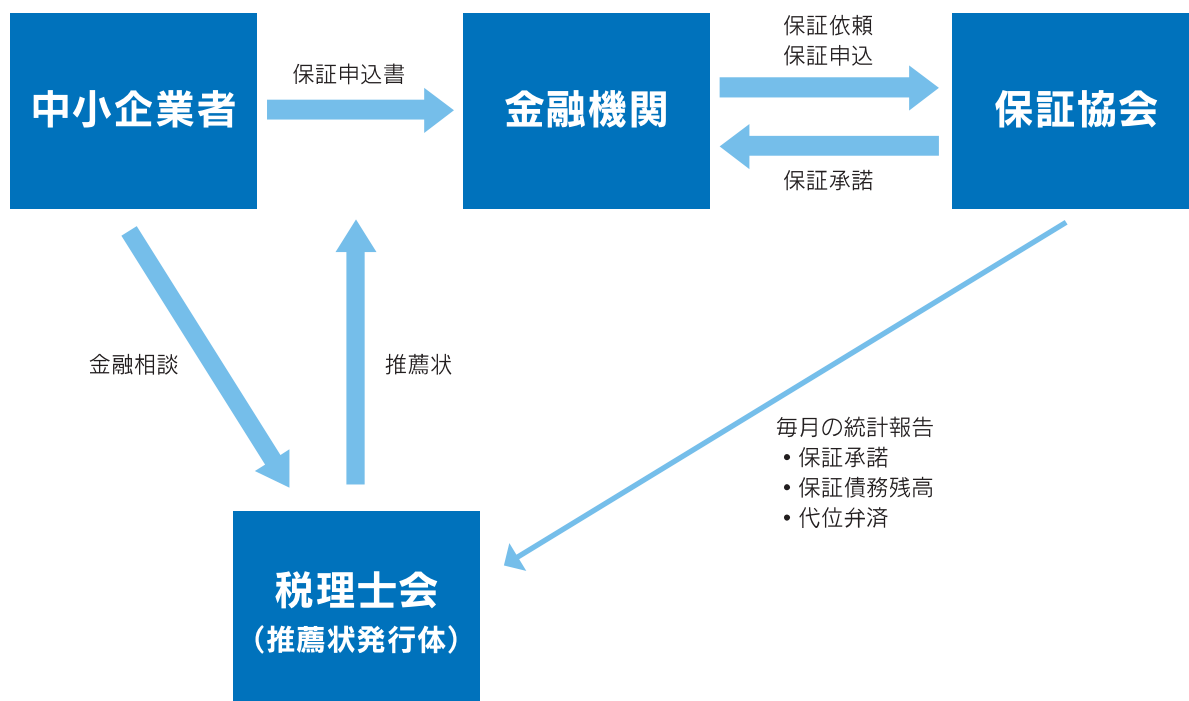 中小企業者
保証申込書
金融機関
保証依頼
保証申込
保証協会
保証承諾
金融相談
推薦状
毎月の統計報告
・保証承諾
・保証債務残高
・代位弁済
税理士会
（推薦状発行体）